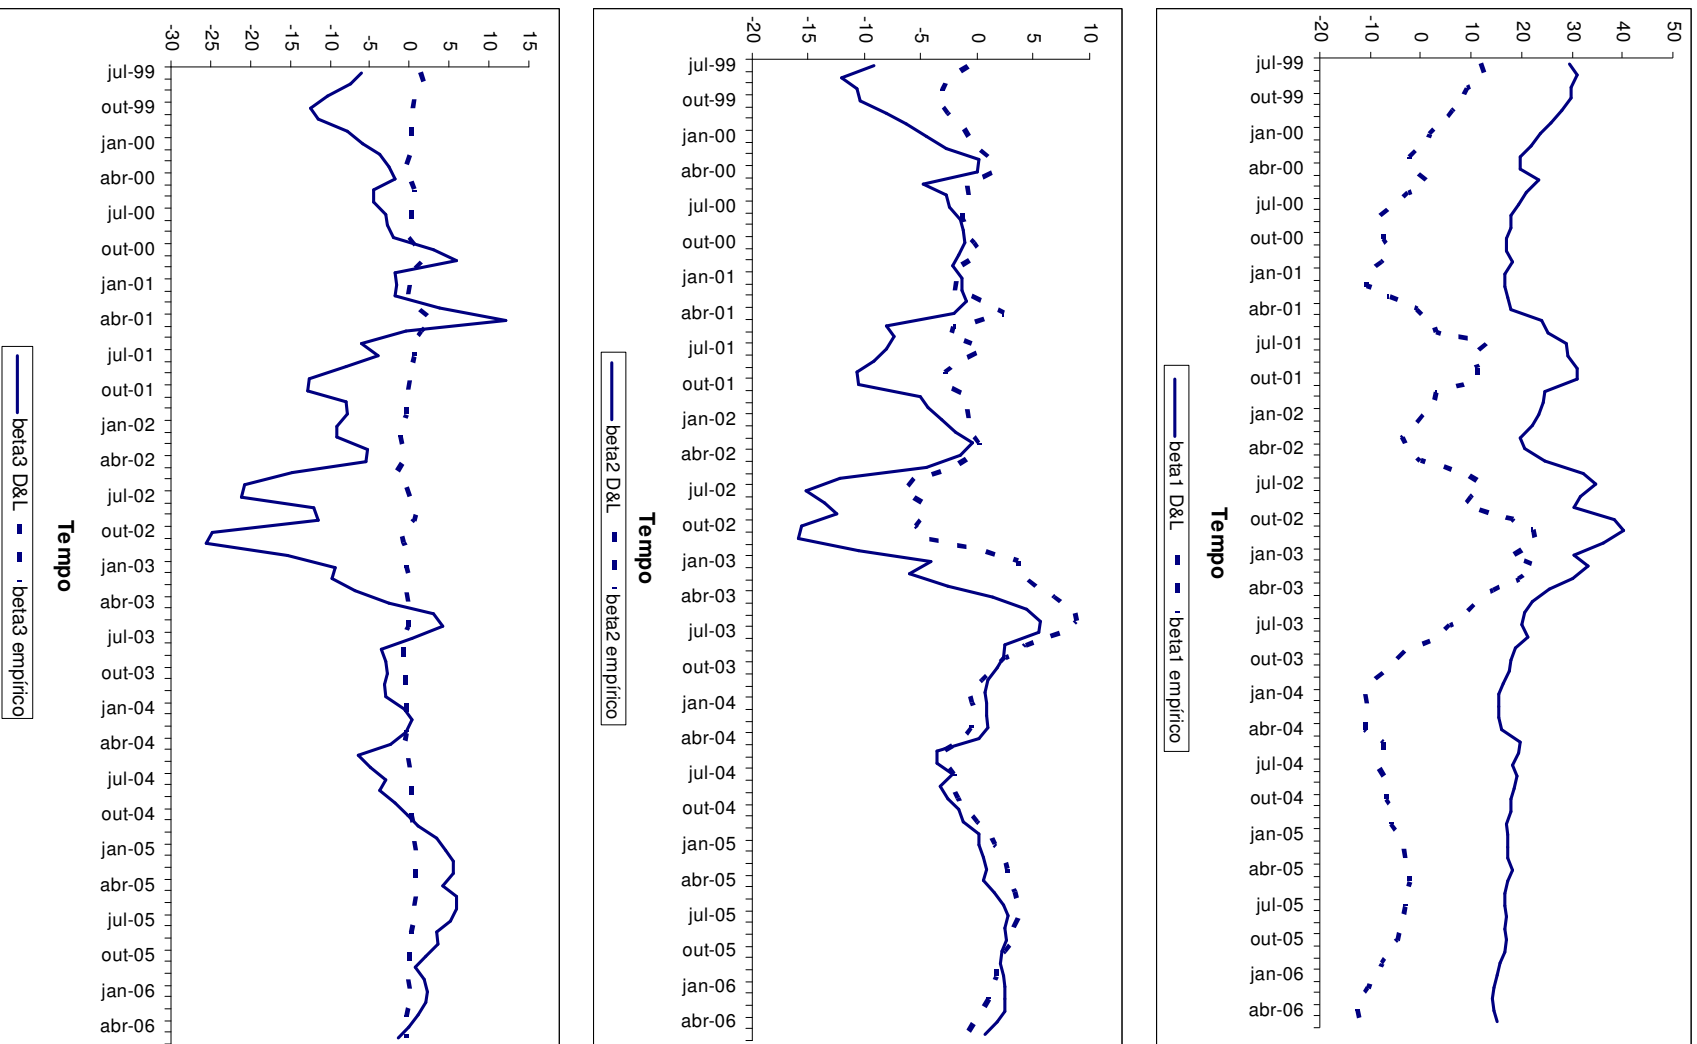 50
40
30
20
10
0
-10
-20
jul-99
out-99
jan-00
abr-00
jul-00
out-00
jan-01
abr-01
jul-01
out-01
jan-02
abr-02
jul-02
out-02
jan-03
abr-03
jul-03
out-03
jan-04
abr-04
jul-04
out-04
jan-05
abr-05
jul-05
out-05
jan-06
abr-06
Tempo
beta1 D&L
beta1 empírico
10
5
0
-5
-10
-15
-20
jul-99
out-99
jan-00
abr-00
jul-00
out-00
jan-01
abr-01
jul-01
out-01
jan-02
abr-02
jul-02
out-02
jan-03
abr-03
jul-03
out-03
jan-04
abr-04
jul-04
out-04
jan-05
abr-05
jul-05
out-05
jan-06
abr-06
Tempo
beta2 D&L
beta2 empírico
15
10
5
0
-5
-10
-15
-20
-25
-30
jul-99
out-99
jan-00
abr-00
jul-00
out-00
jan-01
abr-01
jul-01
out-01
jan-02
abr-02
jul-02
out-02
jan-03
abr-03
jul-03
out-03
jan-04
abr-04
jul-04
out-04
jan-05
abr-05
jul-05
out-05
jan-06
abr-06
Tempo
beta3 D&L
beta3 empírico